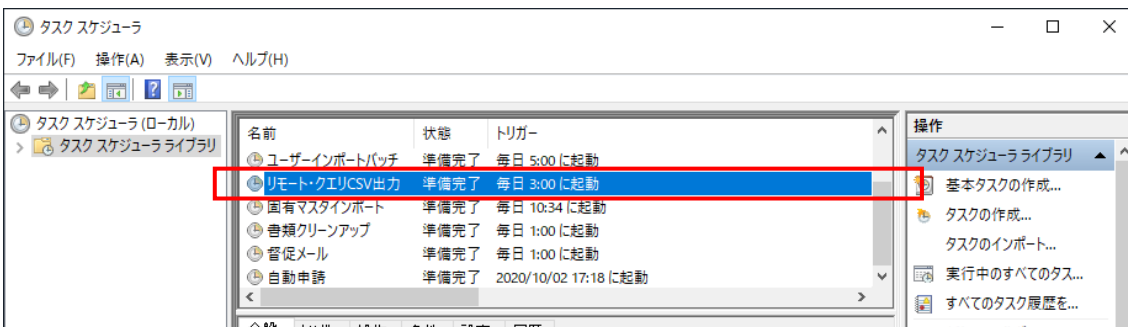 タスク スケジューラ
ファイル(F) 操作(A) 表示(V) ヘルプ(H)
タスク スケジューラ (ローカル)
タスク スケジューラ ライブラリ
名前 状態 トリガー
ユーザーインポートバッチ 準備完了 毎日 5:00 に起動
リモート・クエリCSV出力 準備完了 毎日 3:00 に起動
固有マスタインポート 準備完了 毎日 10:34 に起動
書類クリーンアップ 準備完了 毎日 1:00 に起動
督促メール 準備完了 毎日 1:00 に起動
自動申請 準備完了 2020/10/02 17:18 に起動
操作
タスク スケジューラ ライブラリ
基本タスクの作成...
タスクの作成...
タスクのインポート...
実行中のすべてのタス...
すべてのタスク履歴を...